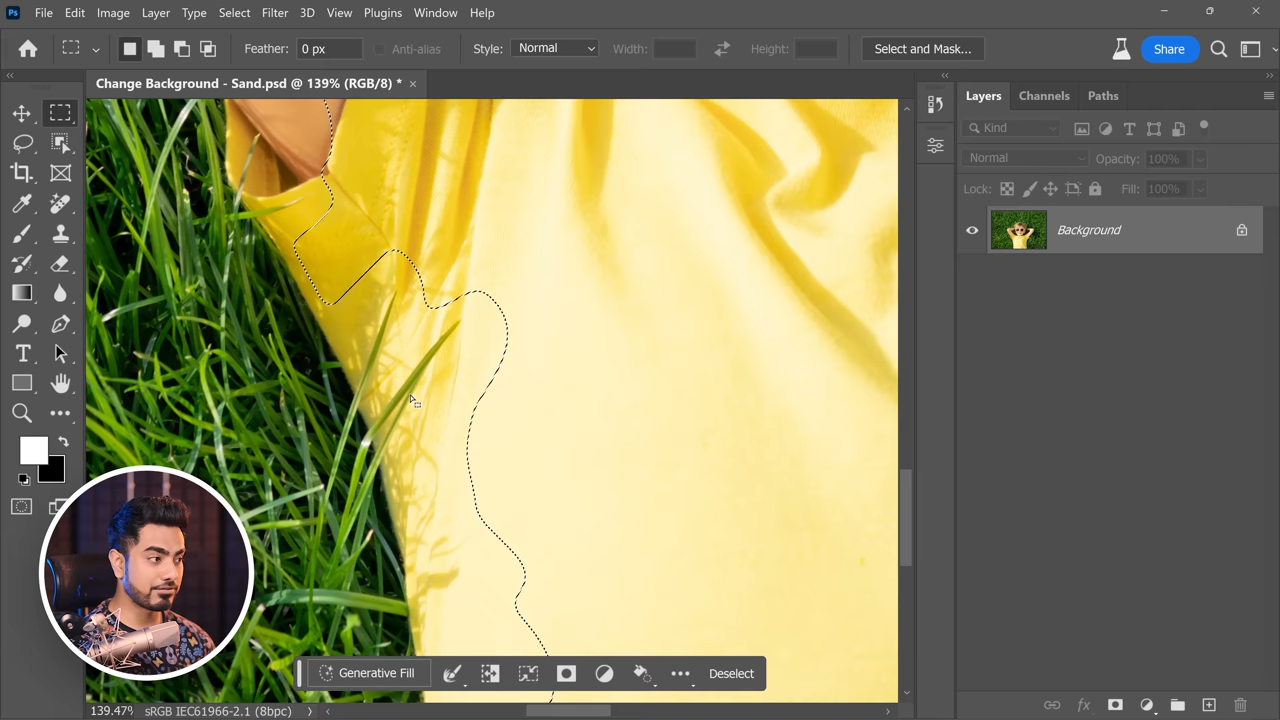 Ps File Edit Image Layer Type Select Filter 3D View Plugins Window Help
Feather: 0 px Anti-alias Style: Normal Width: Height: Select and Mask... Share
Change Background - Sand.psd @ 139% (RGB/8) * ×
Layers Channels Paths
Kind
Normal Opacity: 100%
Lock: Fill: 100%
Background
Generative Fill Deselect
139.47% sRGB IEC61966-2.1 (8bpc)